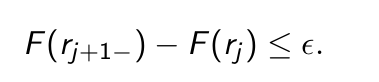 F(r_{j+1−}) − F(r_j) ≤ ϵ.